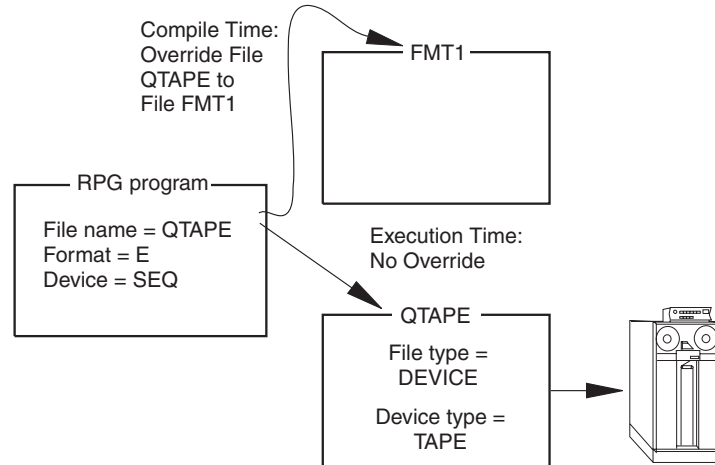 Compile Time:
Override File
QTAPE to
File FMT1
FMT1
RPG program
File name = QTAPE
Format = E
Device = SEQ
Execution Time:
No Override
QTAPE
File type =
DEVICE
Device type =
TAPE